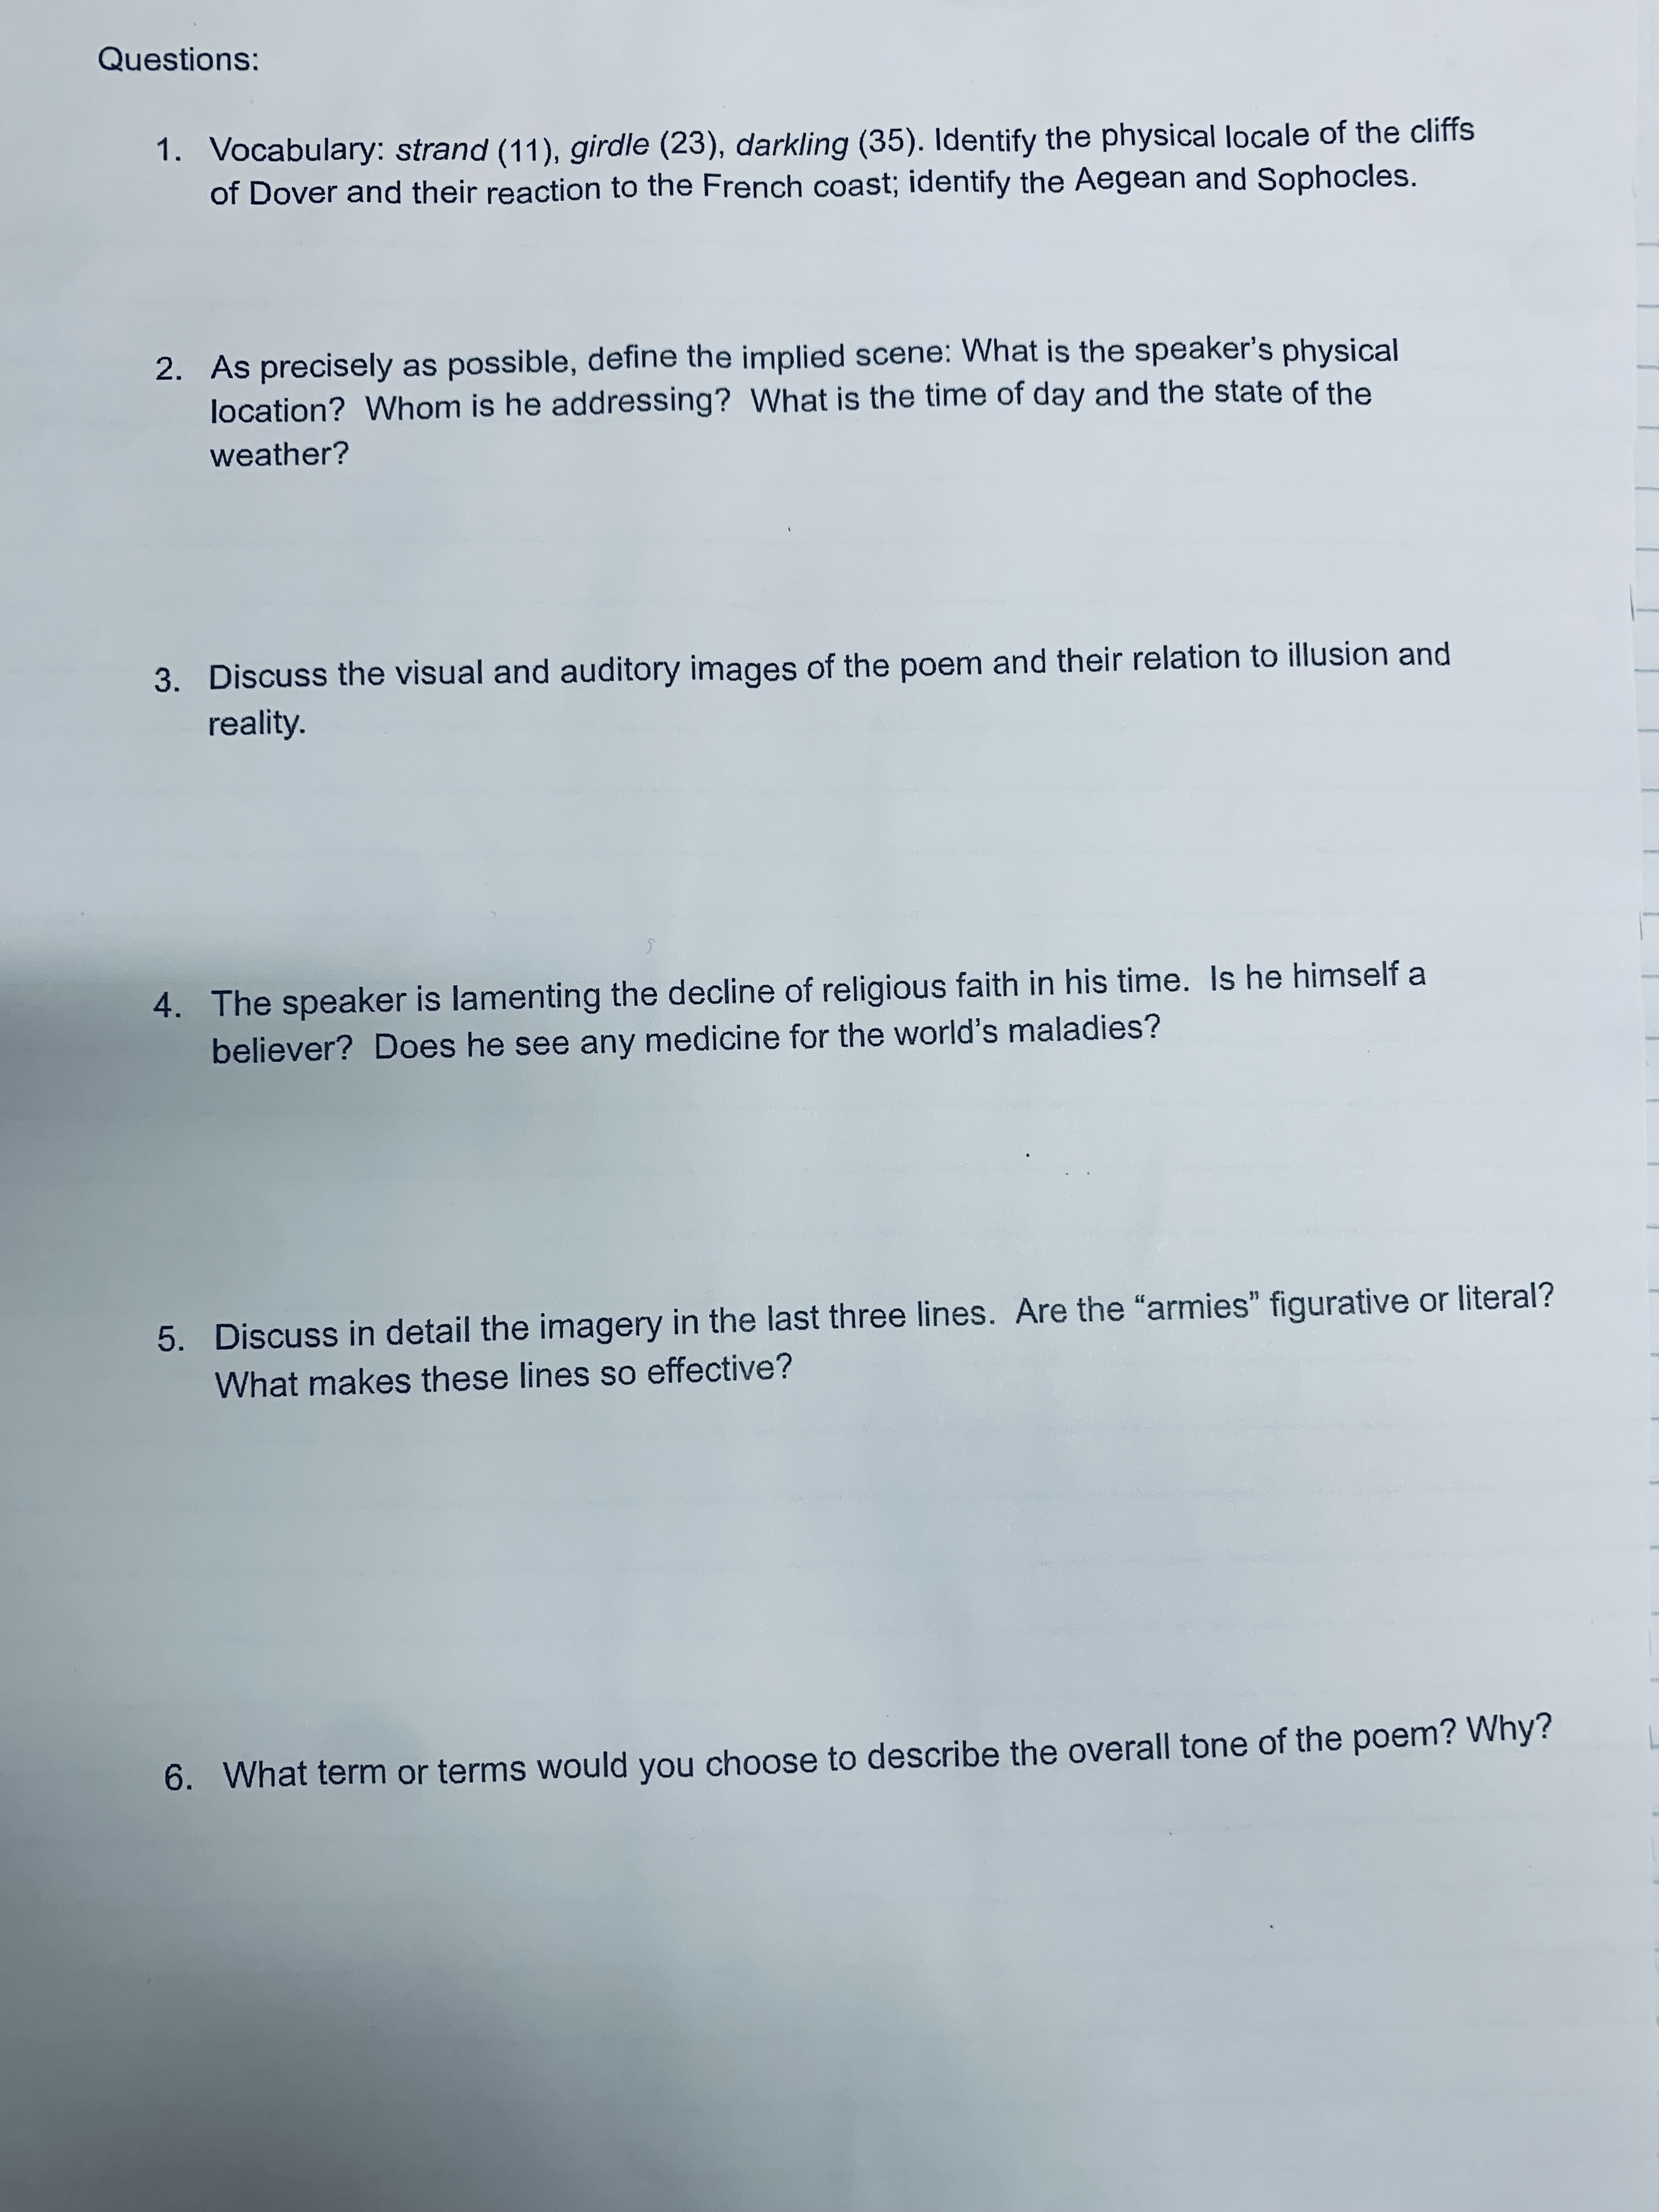 Questions:
1. Vocabulary: strand (11), girdle (23), darkling (35). Identify the physical locale of the cliffs
of Dover and their reaction to the French coast; identify the Aegean and Sophocles.
2. As precisely as possible, define the implied scene: What is the speaker's physical
location? Whom is he addressing? What is the time of day and the state of the
weather?
3. Discuss the visual and auditory images of the poem and their relation to illusion and
reality.
4. The speaker is lamenting the decline of religious faith in his time. Is he himself a
believer? Does he see any medicine for the world's maladies?
5. Discuss in detail the imagery in the last three lines. Are the “armies” figurative or literal?
What makes these lines so effective?
6. What term or terms would you choose to describe the overall tone of the poem? Why?